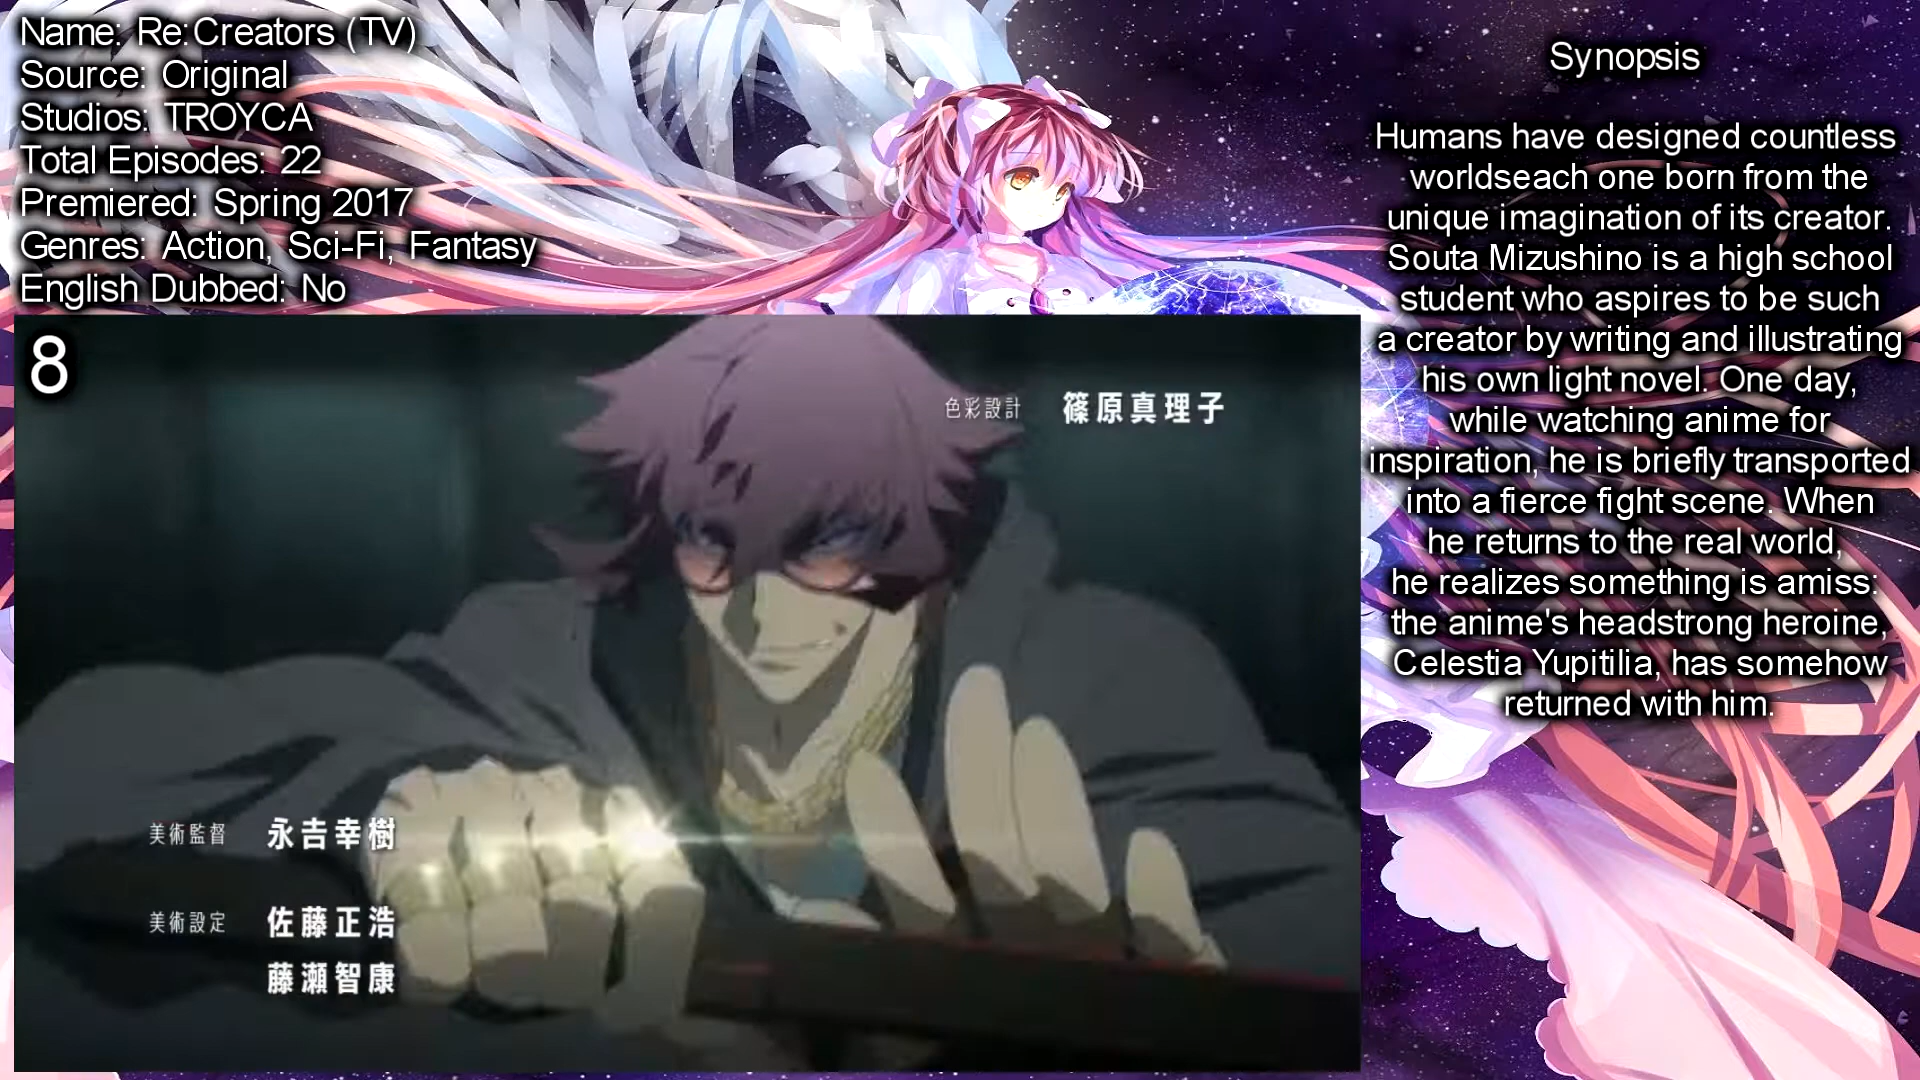 Name: Re:Creators (TV)
Source: Original
Studios: TROYCA
Total Episodes: 22
Premiered: Spring 2017
Genres: Action, Sci-Fi, Fantasy
English Dubbed: No
8
色彩設計 篠原真理子
美術監督 永吉幸樹
美術設定 佐藤正浩
藤瀬智康
Synopsis
Humans have designed countless
worldseach one born from the
unique imagination of its creator.
Souta Mizushino is a high school
student who aspires to be such
a creator by writing and illustrating
his own light novel. One day,
while watching anime for
inspiration, he is briefly transported
into a fierce fight scene. When
he returns to the real world,
he realizes something is amiss:
the anime's headstrong heroine,
Celestia Yupitilia, has somehow
returned with him.